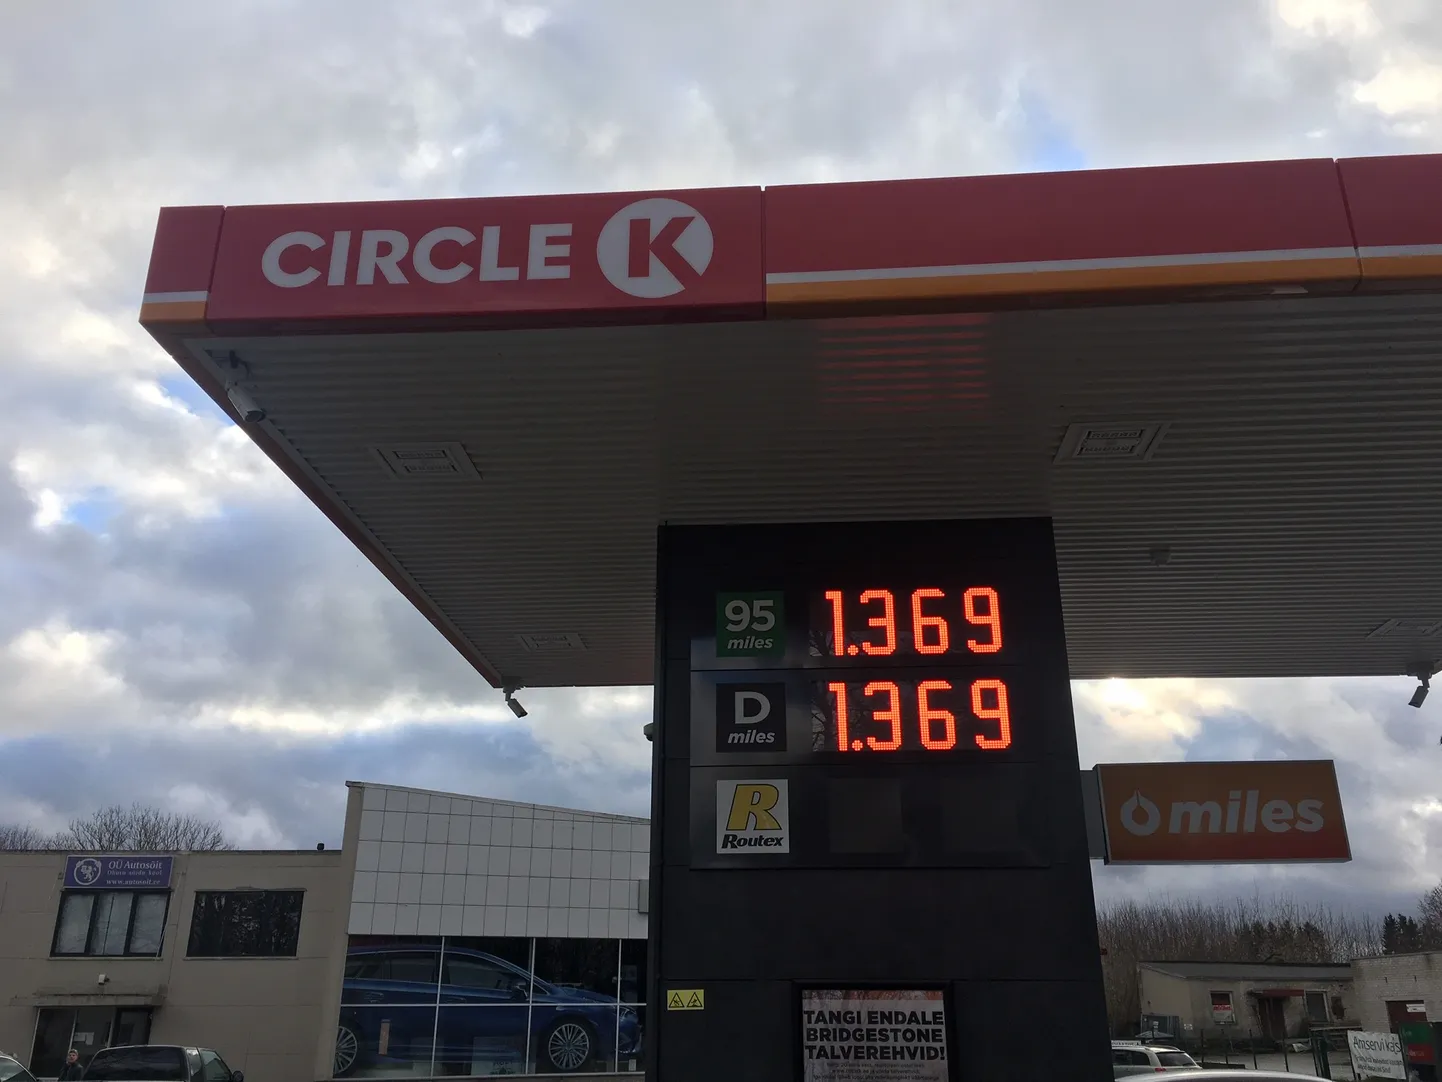 CIRCLE K
95
miles
1.369
D
miles
1.369
R
Routex
miles
OÜ Autosõit
www.autosoit.ee
TANGI ENDALE
BRIDGESTONE
TALVEREHVID!